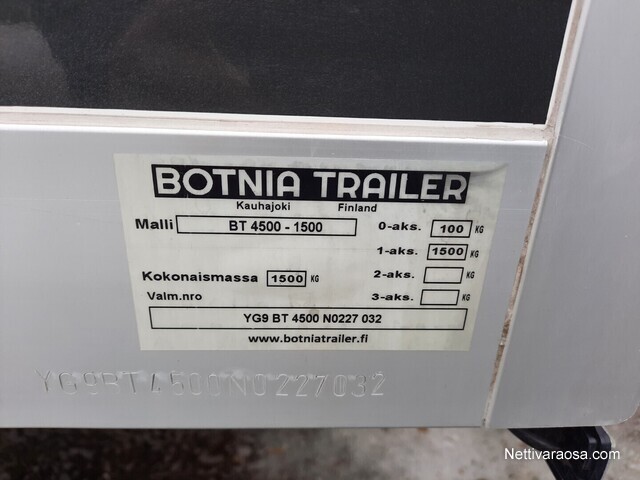 BOTNIA TRAILER
Kauhajoki Finland
Malli BT 4500 - 1500 0-aks. 100 KG
1-aks. 1500 KG
Kokonaismassa 1500 KG 2-aks. KG
Valm.nro 3-aks. KG
YG9 BT 4500 N0227 032
www.botniatrailer.fi
YG9BT4500N0227032
Nettivaraosa.com